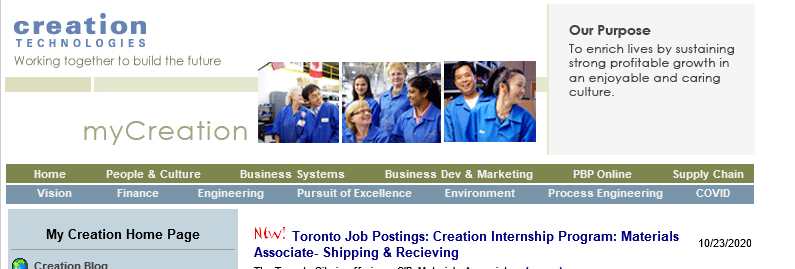 creation
TECHNOLOGIES
Working together to build the future
myCreation
Our Purpose
To enrich lives by sustaining
strong profitable growth in
an enjoyable and caring
culture.
Home People & Culture Business Systems Business Dev & Marketing PBP Online Supply Chain
Vision Finance Engineering Pursuit of Excellence Environment Process Engineering COVID
My Creation Home Page
Creation Blog
New! Toronto Job Postings: Creation Internship Program: Materials
Associate- Shipping & Recieving
10/23/2020